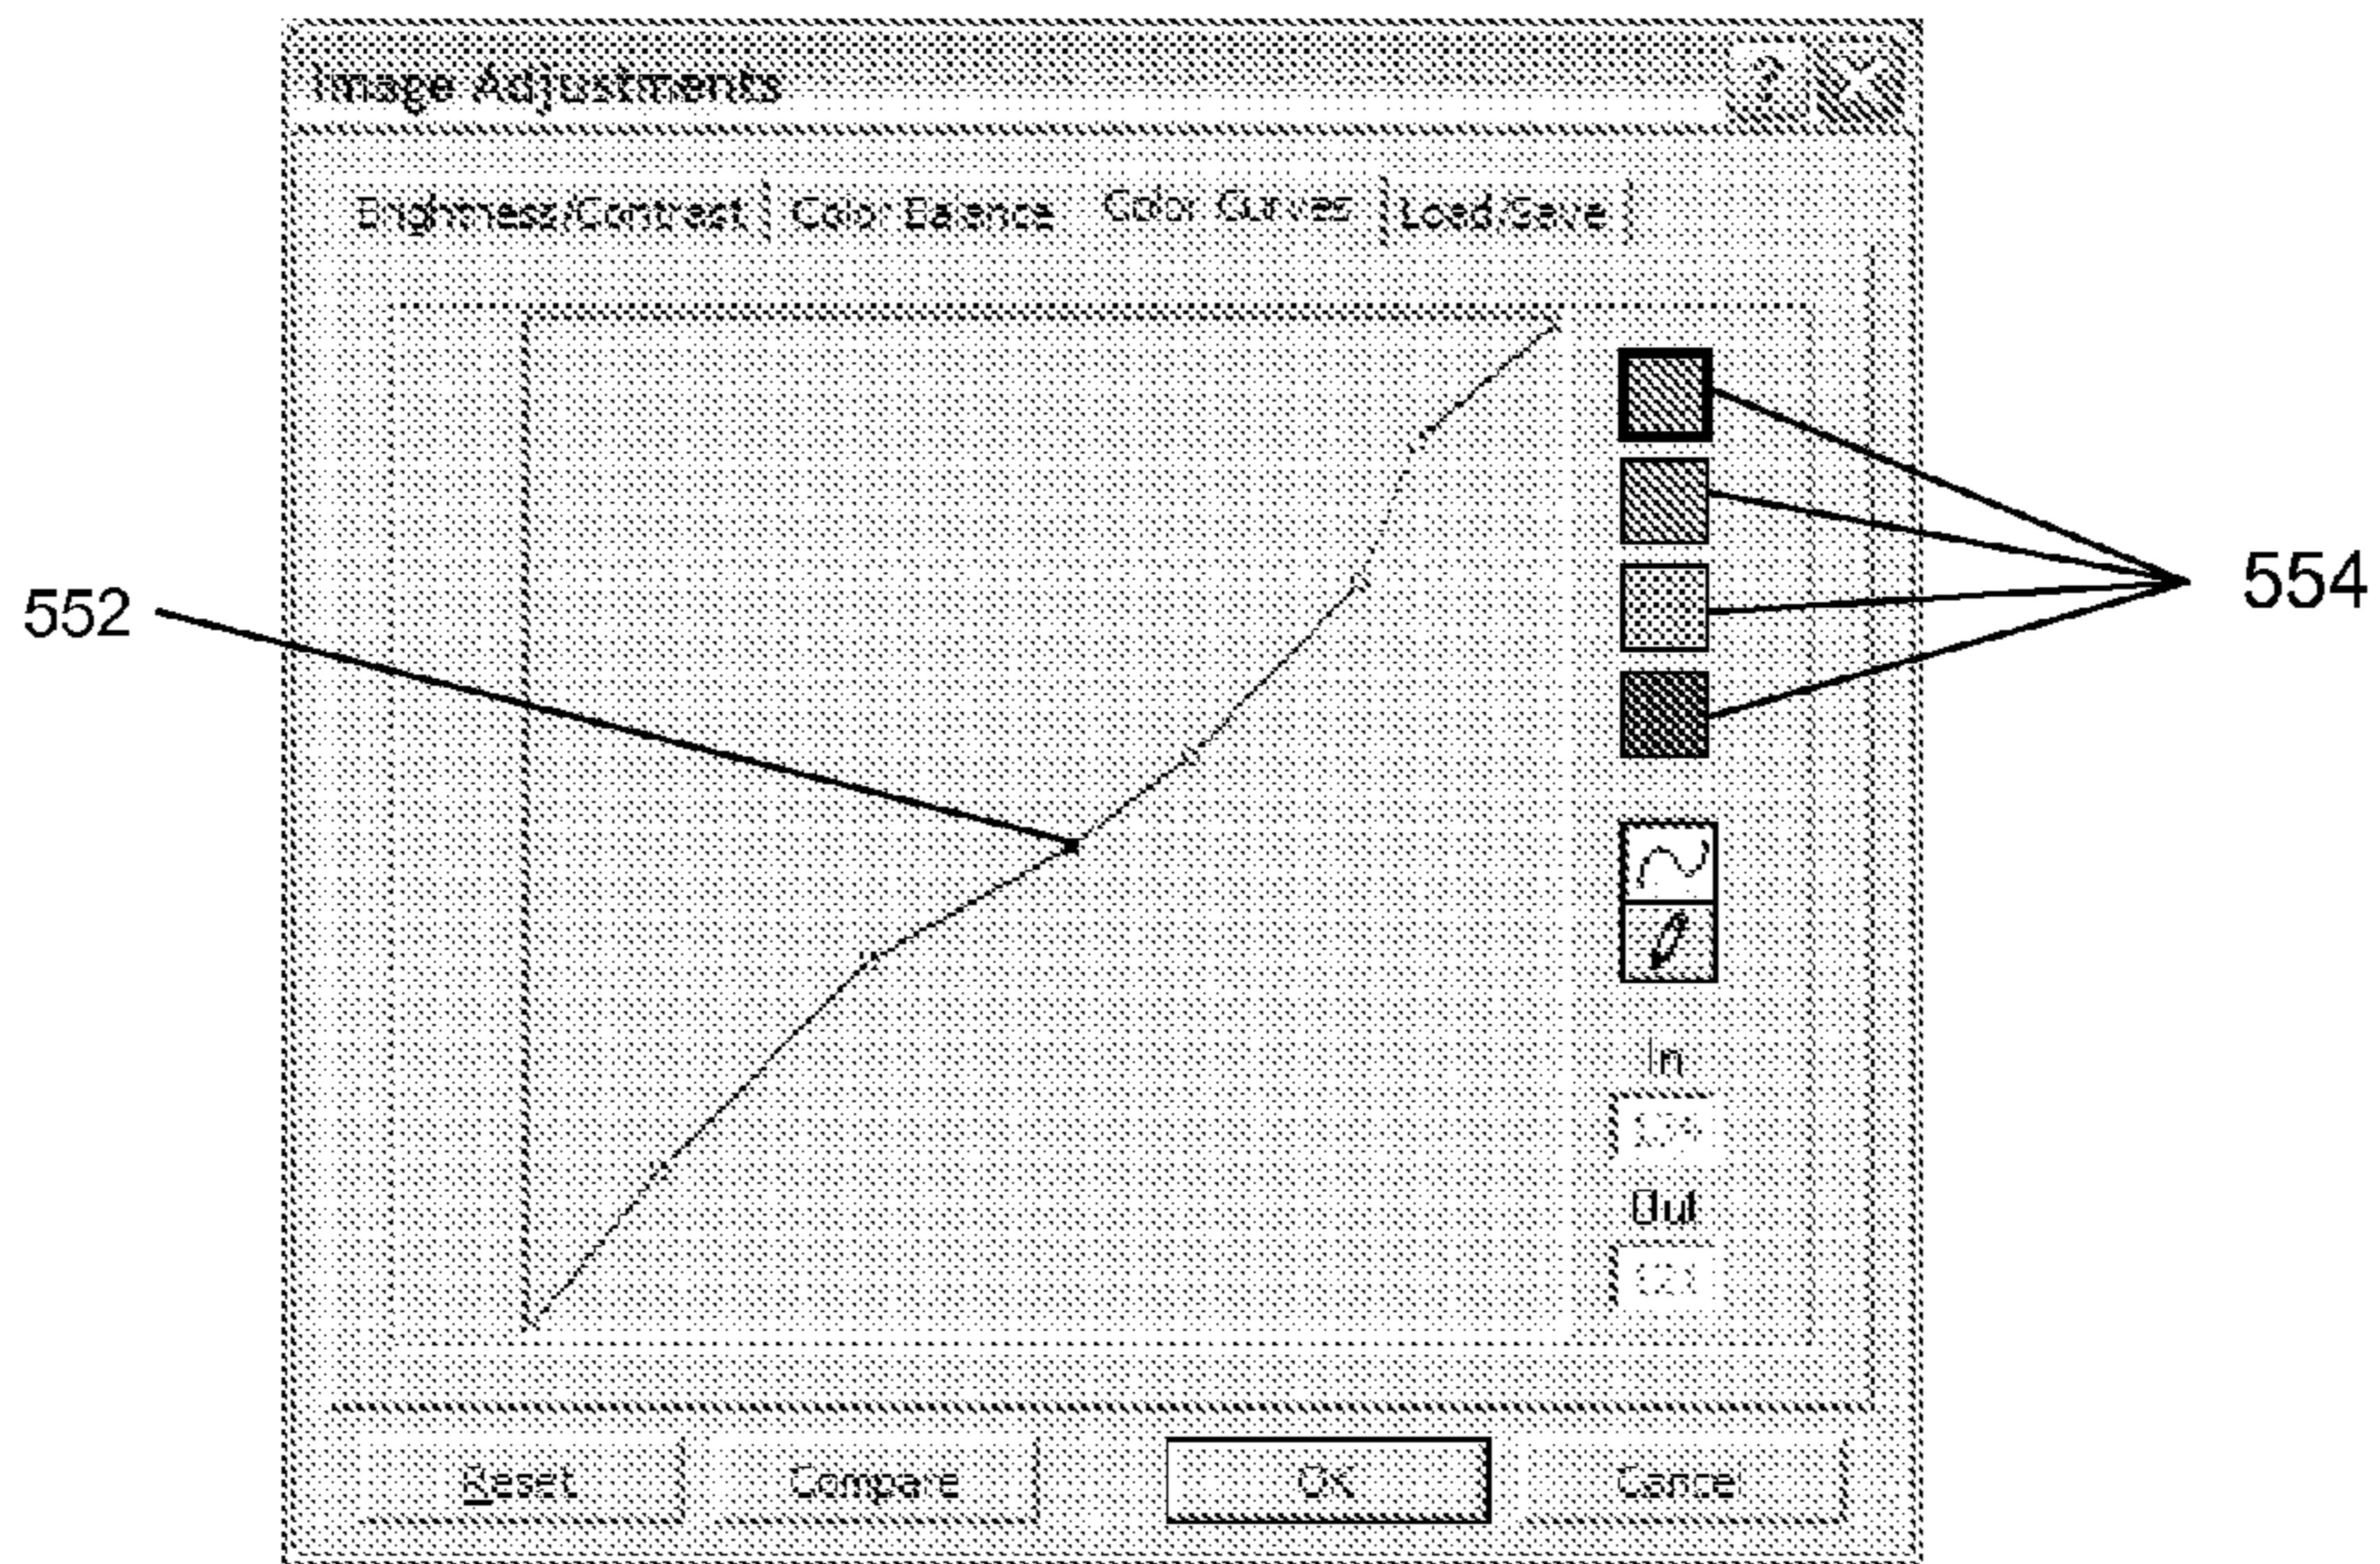 Image Adjustments ?
Brightness/Contrast Color Balance Color Curves Load/Save
552
554
In
Out
Reset Compare OK Cancel